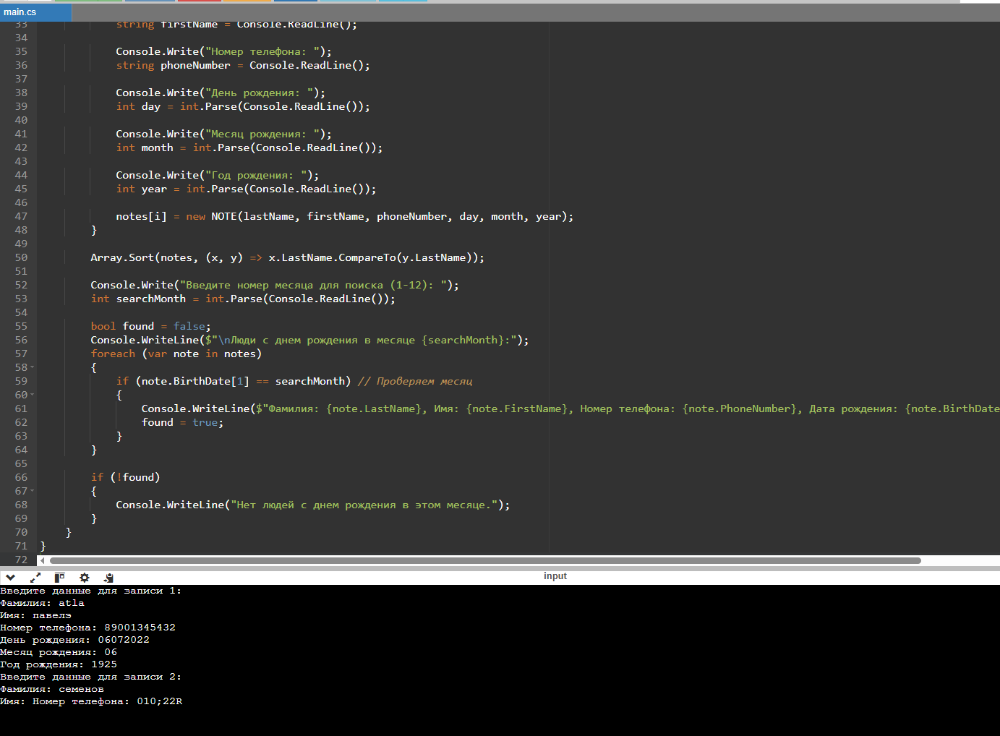 main.cs
33 string firstName = Console.ReadLine();
34
35 Console.Write("Номер телефона: ");
36 string phoneNumber = Console.ReadLine();
37
38 Console.Write("День рождения: ");
39 int day = int.Parse(Console.ReadLine());
40
41 Console.Write("Месяц рождения: ");
42 int month = int.Parse(Console.ReadLine());
43
44 Console.Write("Год рождения: ");
45 int year = int.Parse(Console.ReadLine());
46
47 notes[i] = new NOTE(lastName, firstName, phoneNumber, day, month, year);
48 }
49
50 Array.Sort(notes, (x, y) => x.LastName.CompareTo(y.LastName));
51
52 Console.Write("Введите номер месяца для поиска (1-12): ");
53 int searchMonth = int.Parse(Console.ReadLine());
54
55 bool found = false;
56 Console.WriteLine($"\nЛюди с днем рождения в месяце {searchMonth}:");
57 foreach (var note in notes)
58 {
59 if (note.BirthDate[1] == searchMonth) // Проверяем месяц
60 {
61 Console.WriteLine($"Фамилия: {note.LastName}, Имя: {note.FirstName}, Номер телефона: {note.PhoneNumber}, Дата рождения: {note.BirthDate
62 found = true;
63 }
64 }
65
66 if (!found)
67 {
68 Console.WriteLine("Нет людей с днем рождения в этом месяце.");
69 }
70 }
71 }
72
input
Введите данные для записи 1:
Фамилия: atla
Имя: павелэ
Номер телефона: 89001345432
День рождения: 06072022
Месяц рождения: 06
Год рождения: 1925
Введите данные для записи 2:
Фамилия: семенов
Имя: Номер телефона: 010;22R